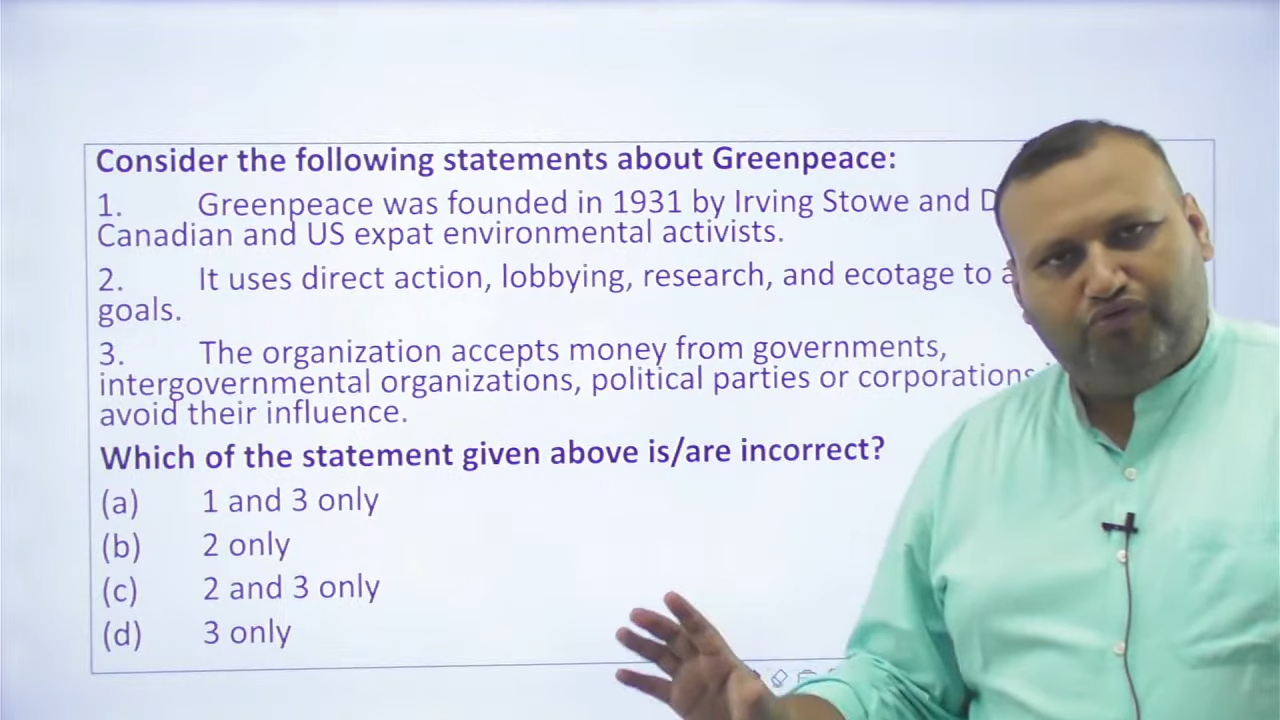 Consider the following statements about Greenpeace:
1. Greenpeace was founded in 1931 by Irving Stowe and
Canadian and US expat environmental activists.
2. It uses direct action, lobbying, research, and ecotage to
goals.
3. The organization accepts money from governments,
intergovernmental organizations, political parties or corporations
avoid their influence.
Which of the statement given above is/are incorrect?
(a) 1 and 3 only
(b) 2 only
(c) 2 and 3 only
(d) 3 only